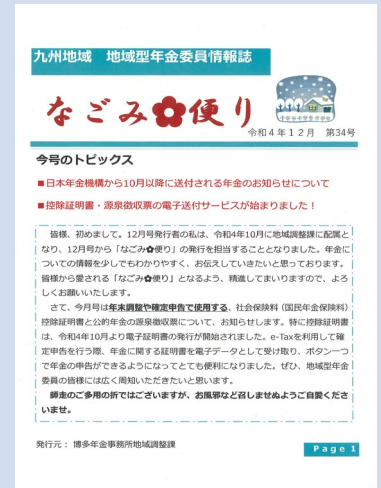 九州地域 地域型年金委員情報誌
なごみ✿便り
令和4年12月 第34号
今号のトピックス
■日本年金機構から10月以降に送付される年金のお知らせについて
■控除証明書・源泉徴収票の電子送付サービスが始まりました！
皆様、初めまして。12月号発行者の私は、令和4年10月に地域調整課に配属と
なり、12月号から「なごみ✿便り」の発行を担当することとなりました。年金に
ついての情報を少しでもわかりやすく、お伝えしていきたいと思っております。
皆様から愛される「なごみ✿便り」となるよう、精進してまいりますので、よろ
しくお願いいたします。
さて、今月号は年末調整や確定申告で使用する、社会保険料（国民年金保険料）
控除証明書と公的年金の源泉徴収票について、お知らせします。特に控除証明書
は、令和4年10月より電子証明書の発行が開始されました。e-Taxを利用して確
定申告を行う際、年金に関する証明書を電子データとして受け取り、ボタン一つ
で年金の申告ができるようになってとても便利になりました。ぜひ、地域型年金
委員の皆様には広く周知いただきたいと思います。
師走のご多用の折ではございますが、お風邪など召しませぬようご自愛くださ
いませ。
発行元：博多年金事務所地域調整課
Page 1